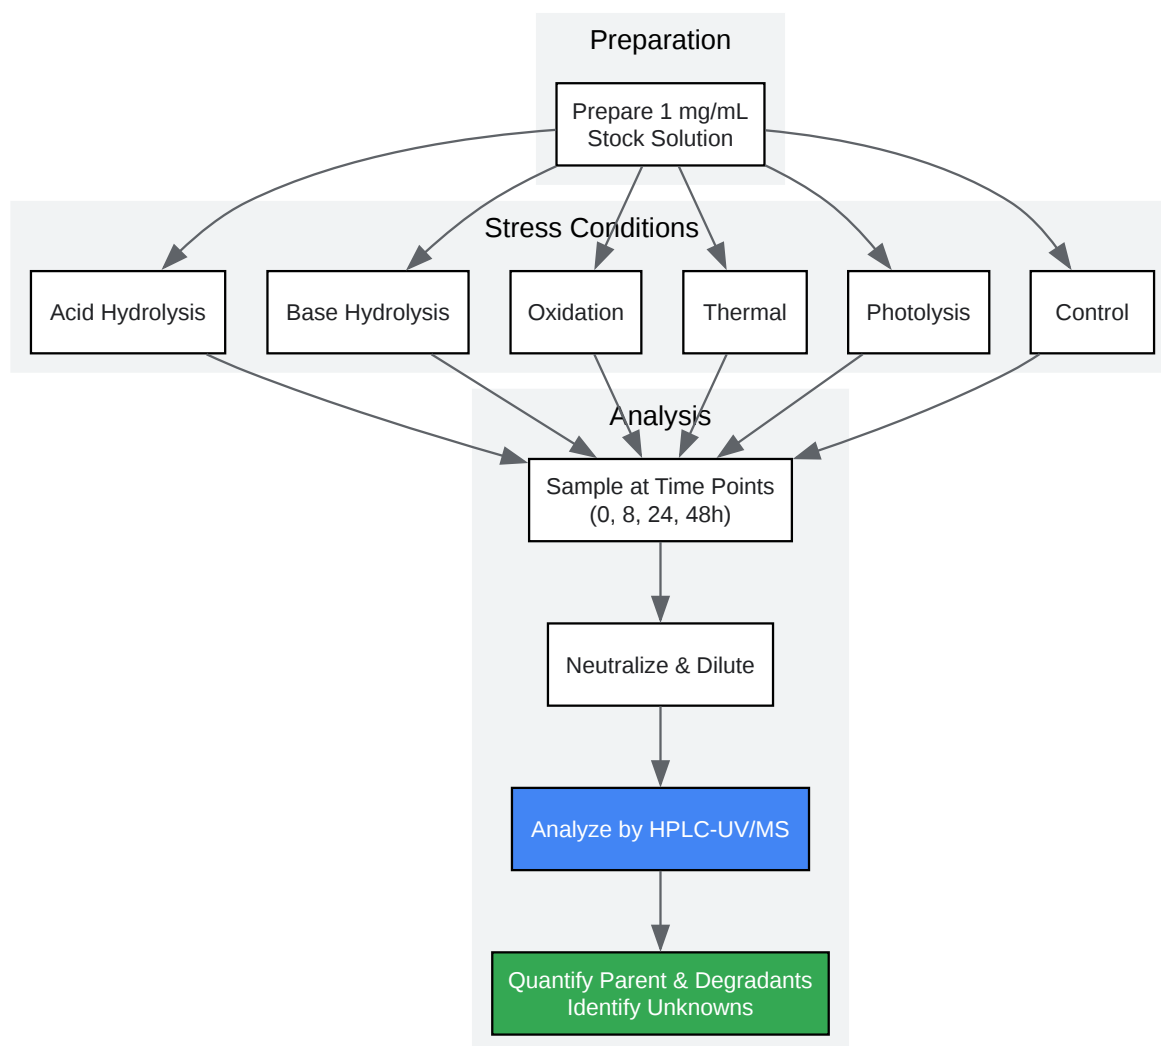 Preparation
Prepare 1 mg/mL
Stock Solution
Stress Conditions
Acid Hydrolysis
Base Hydrolysis
Oxidation
Thermal
Photolysis
Control
Analysis
Sample at Time Points
(0, 8, 24, 48h)
Neutralize & Dilute
Analyze by HPLC-UV/MS
Quantify Parent & Degradants
Identify Unknowns